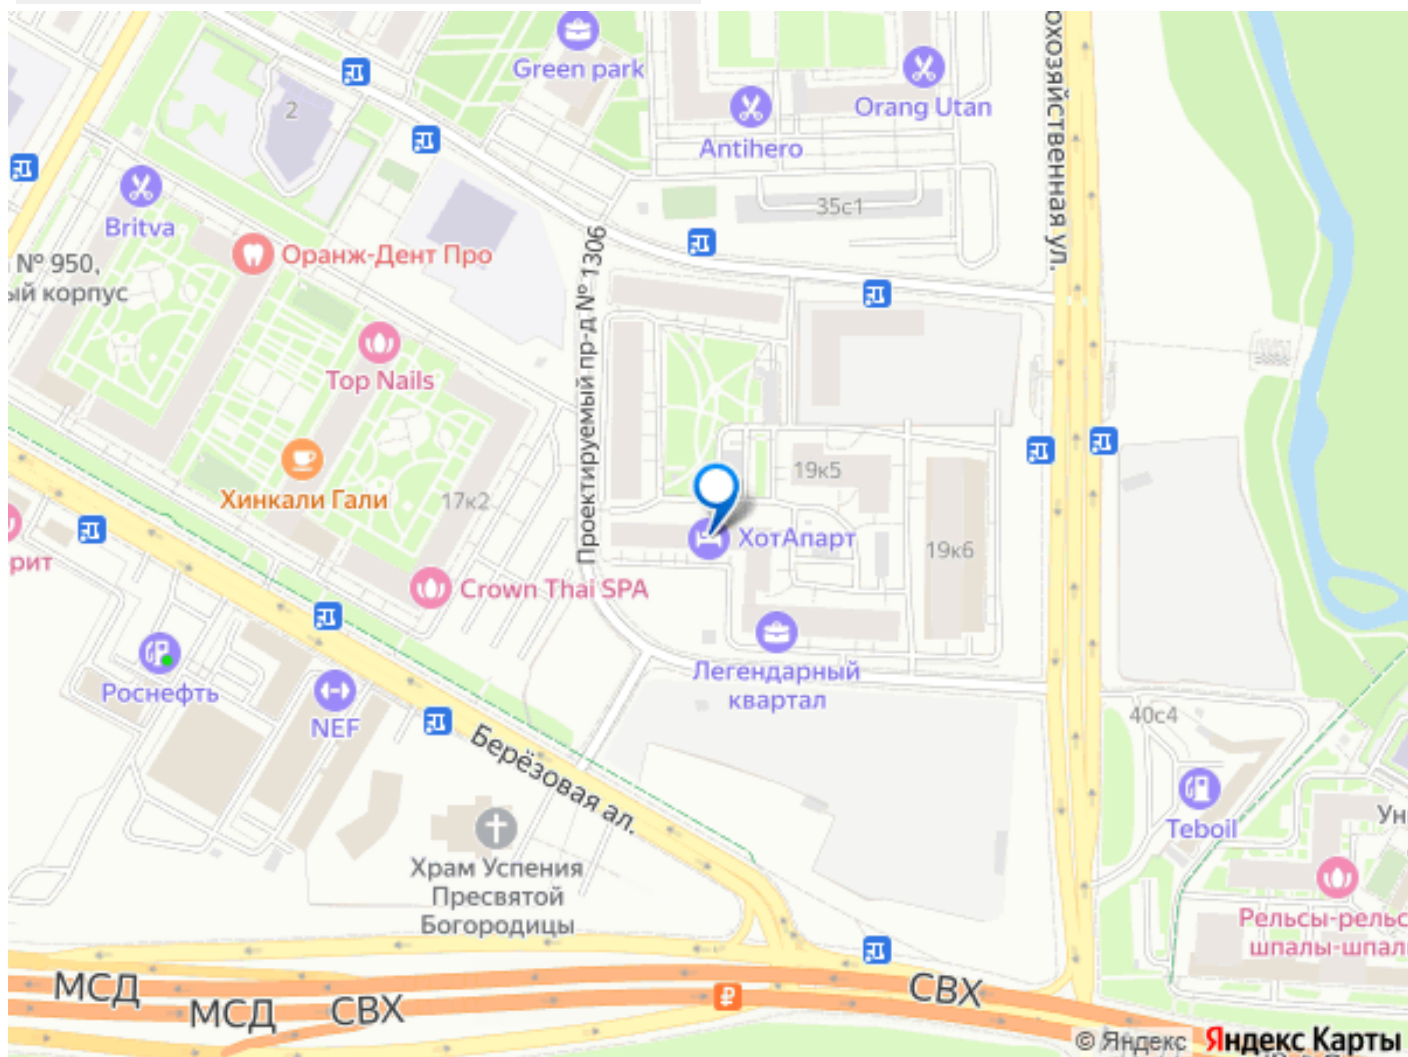 Green park
Orang Utan
Antihero
2
35с1
Britva
Оранж-Дент Про
№ 950,
ый корпус
Проектируемый пр-д № 1306
охозяйственная ул.
Top Nails
Хинкали Гали
17к2
19к5
ХотАпарт
19к6
рит
Crown Thai SPA
Легендарный
квартал
Роснефть
NEF
Берёзовая ал.
40с4
Teboil
Ун
Храм Успения
Пресвятой
Богородицы
Рельсы-рельс
шпалы-шпал
МСД
МСД
СВХ
СВХ
© Яндекс Яндекс Карты